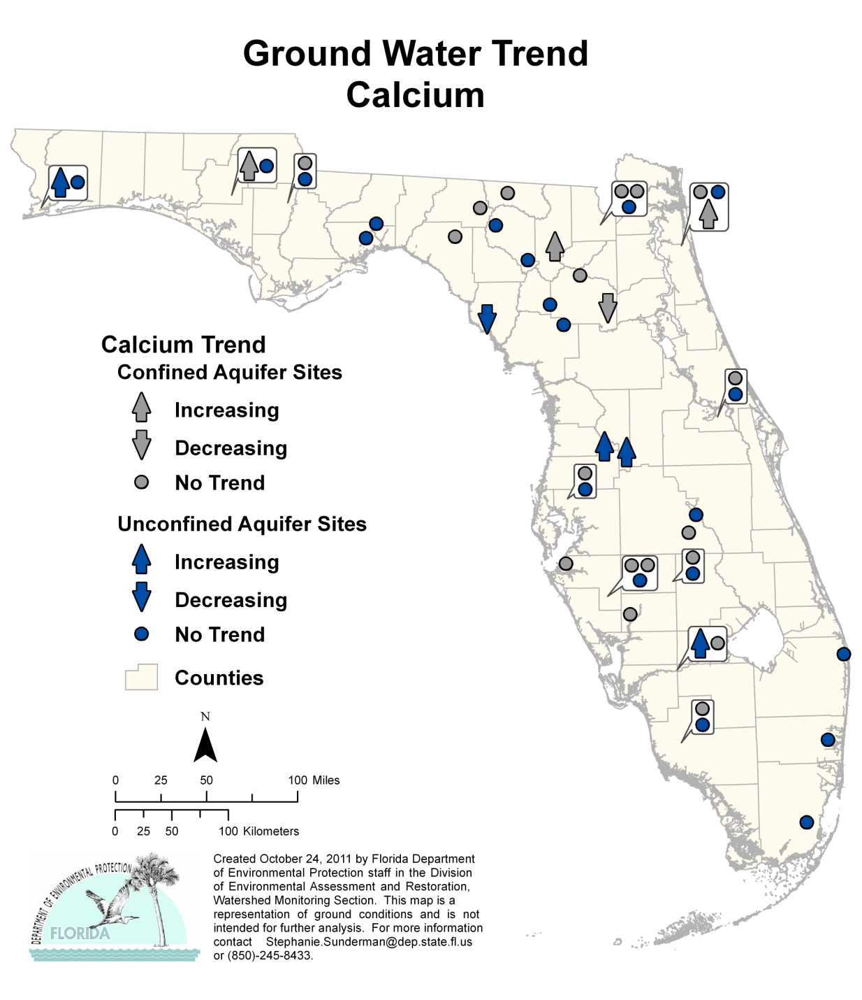 Ground Water Trend
Calcium
Calcium Trend
Confined Aquifer Sites
Increasing
Decreasing
No Trend
Unconfined Aquifer Sites
Increasing
Decreasing
No Trend
Counties
N
0 25 50 100 Miles
0 25 50 100 Kilometers
DEPARTMENT OF ENVIRONMENTAL PROTECTION
FLORIDA
Created October 24, 2011 by Florida Department
of Environmental Protection staff in the Division
of Environmental Assessment and Restoration,
Watershed Monitoring Section. This map is a
representation of ground conditions and is not
intended for further analysis. For more information
contact Stephanie.Sunderman@dep.state.fl.us
or (850)-245-8433.